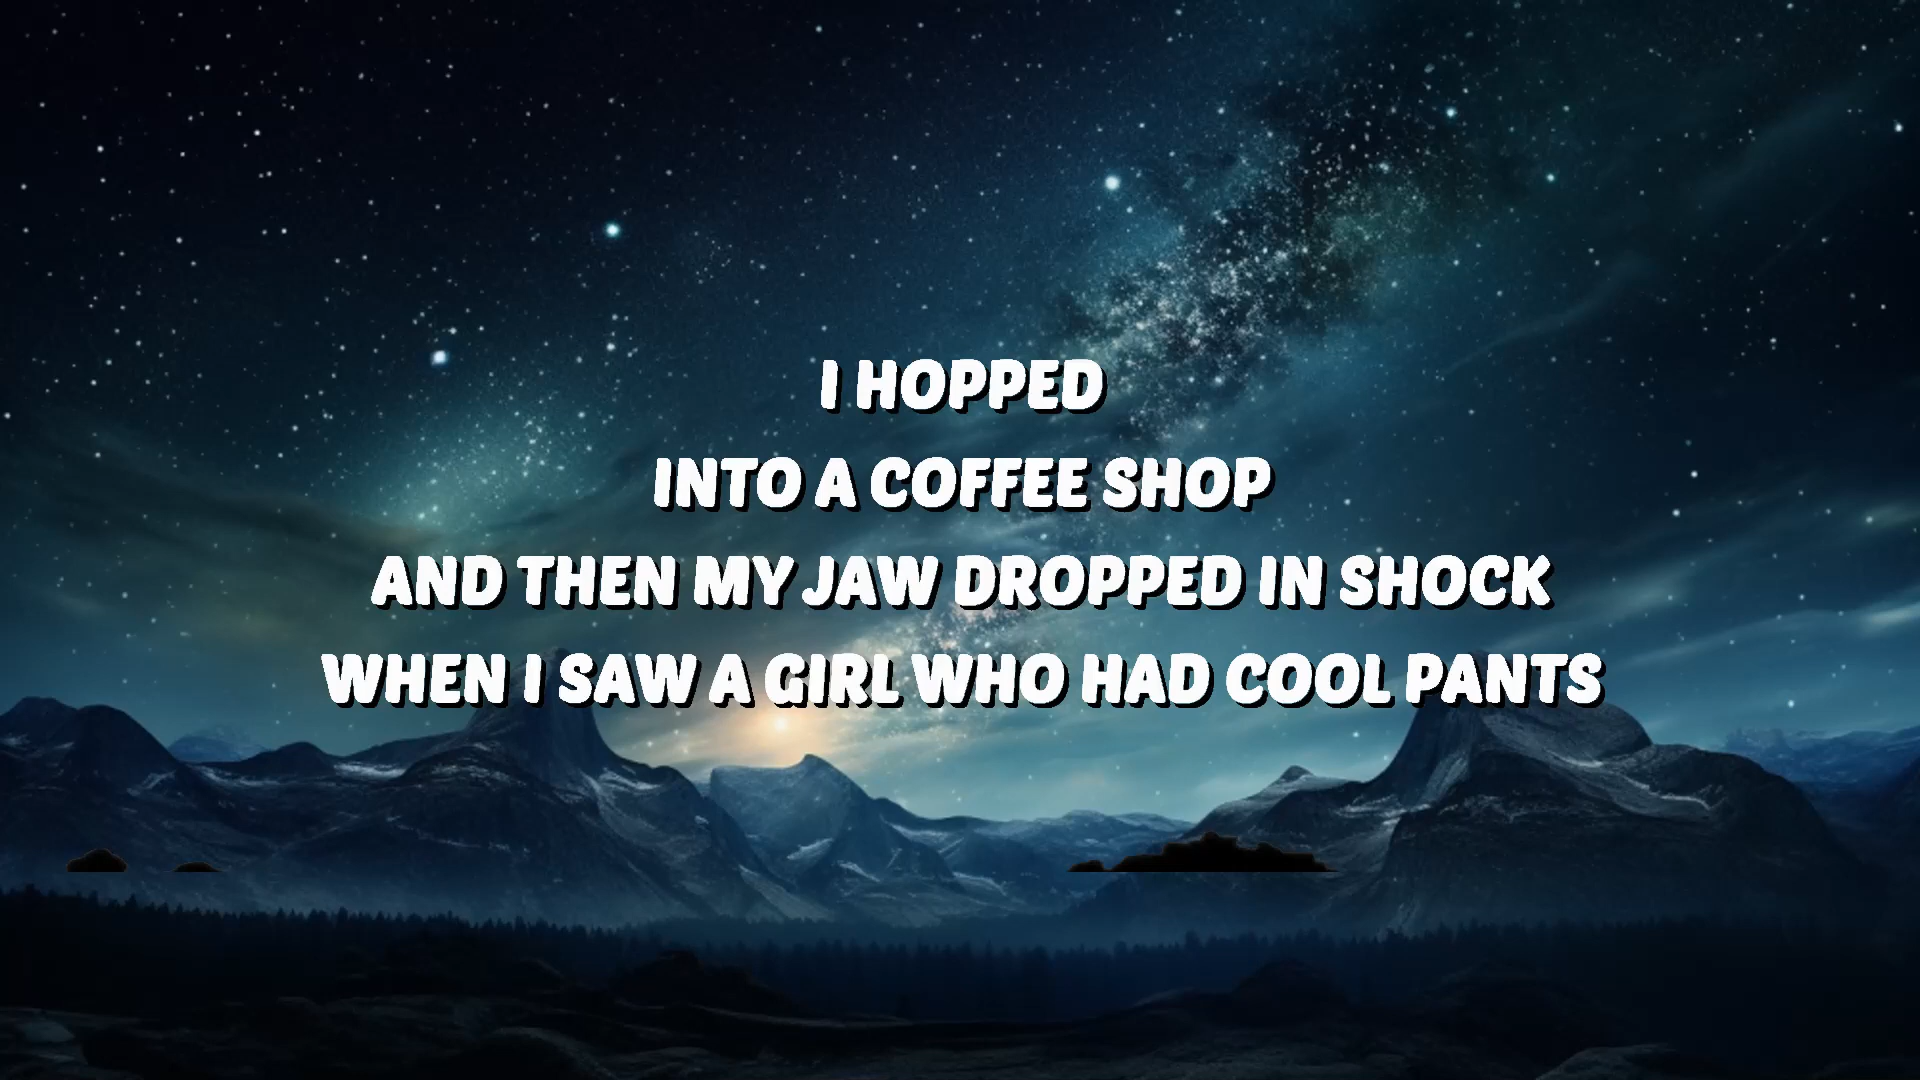 I HOPPED
INTO A COFFEE SHOP
AND THEN MY JAW DROPPED IN SHOCK
WHEN I SAW A GIRL WHO HAD COOL PANTS